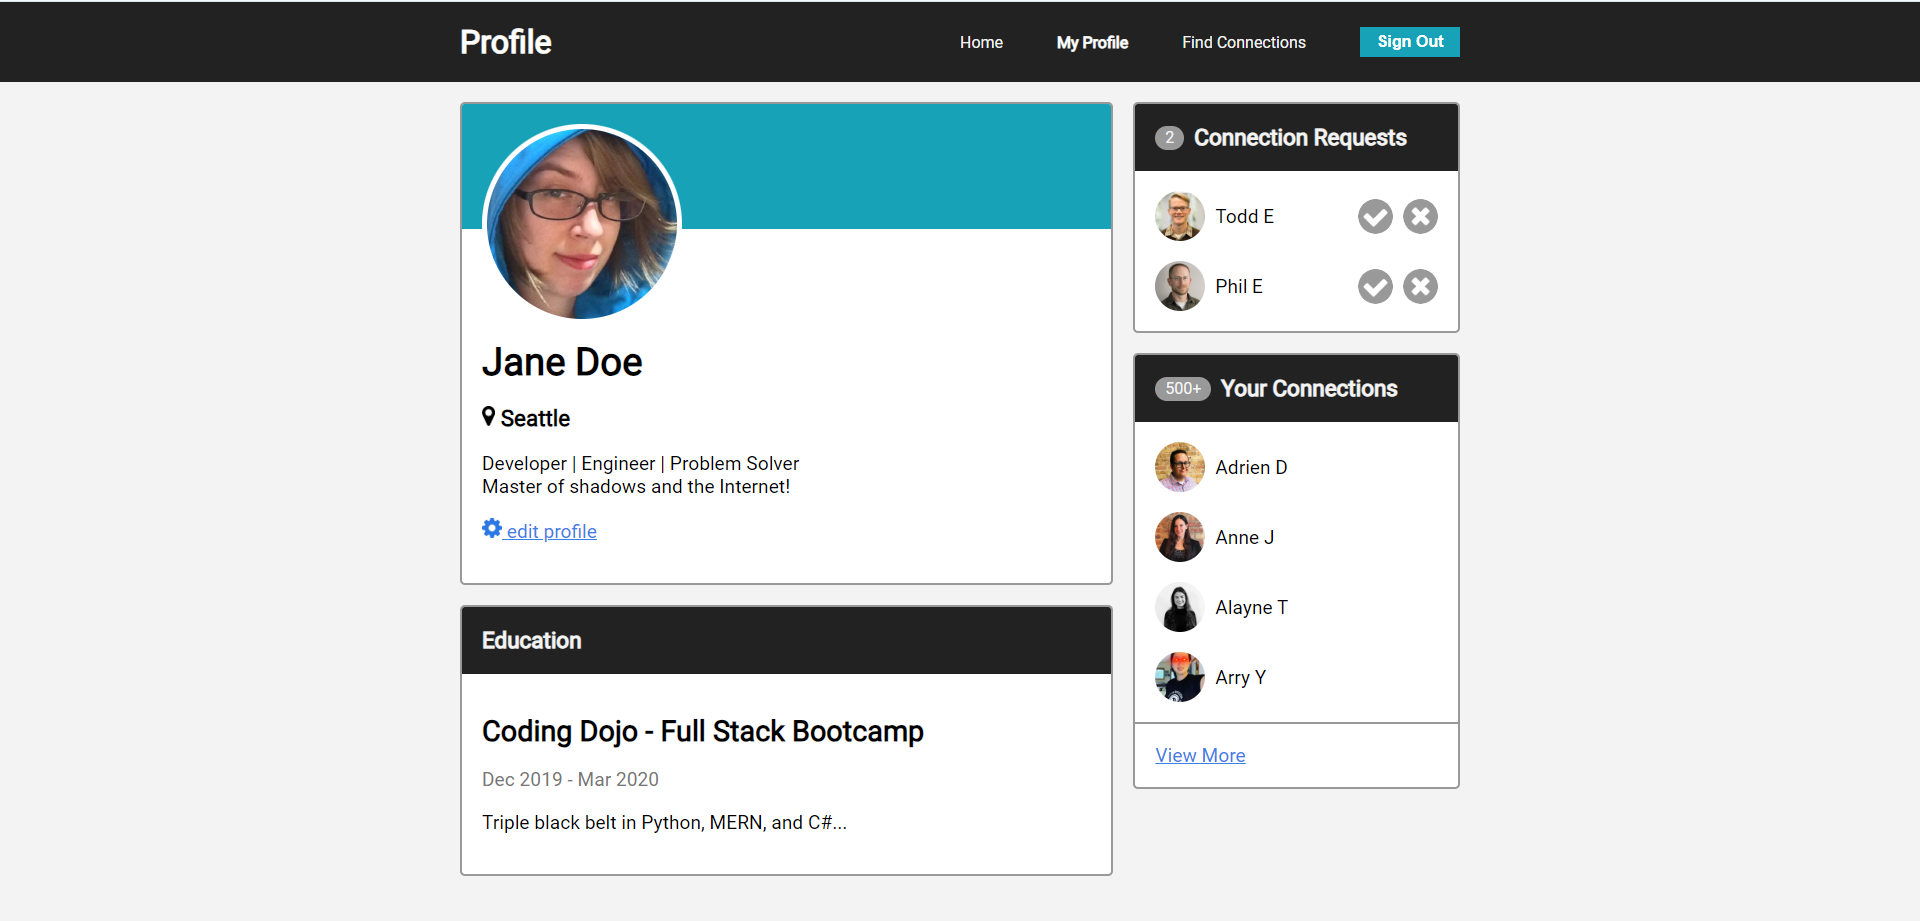 Profile
Home
My Profile
Find Connections
Sign Out
Jane Doe
Seattle
Developer | Engineer | Problem Solver
Master of shadows and the Internet!
edit profile
Education
Coding Dojo - Full Stack Bootcamp
Dec 2019 - Mar 2020
Triple black belt in Python, MERN, and C#...
2 Connection Requests
Todd E
Phil E
500+ Your Connections
Adrien D
Anne J
Alayne T
Arry Y
View More